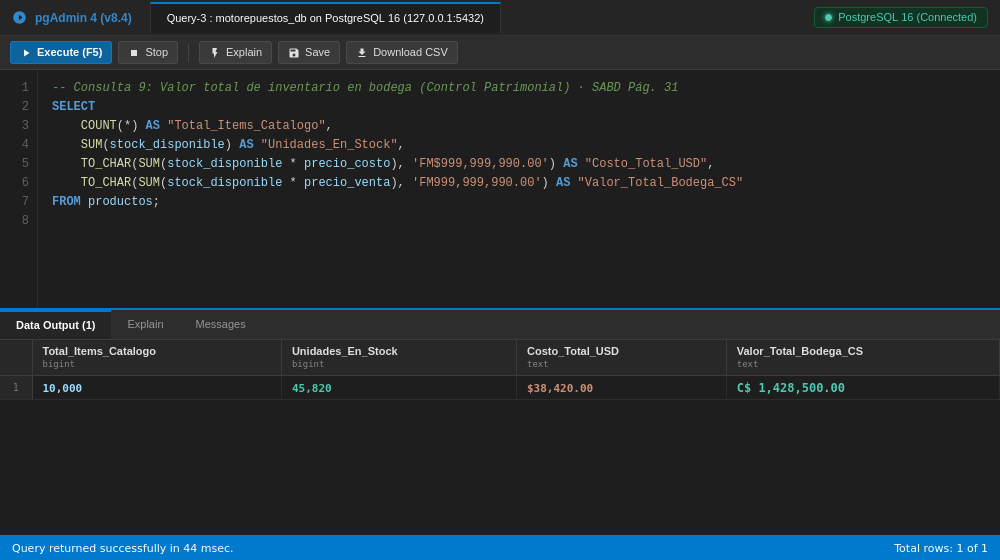 pgAdmin 4 (v8.4)
Query-3 : motorepuestos_db on PostgreSQL 16 (127.0.0.1:5432)
PostgreSQL 16 (Connected)
Execute (F5) Stop Explain Save Download CSV
1 -- Consulta 9: Valor total de inventario en bodega (Control Patrimonial) · SABD Pág. 31
2 SELECT
3     COUNT(*) AS "Total_Items_Catalogo",
4     SUM(stock_disponible) AS "Unidades_En_Stock",
5     TO_CHAR(SUM(stock_disponible * precio_costo), 'FM$999,999,990.00') AS "Costo_Total_USD",
6     TO_CHAR(SUM(stock_disponible * precio_venta), 'FM999,999,990.00') AS "Valor_Total_Bodega_CS"
7 FROM productos;
8
Data Output (1) Explain Messages
Total_Items_Catalogo Unidades_En_Stock Costo_Total_USD Valor_Total_Bodega_CS
bigint bigint text text
1 10,000 45,820 $38,420.00 C$ 1,428,500.00
Query returned successfully in 44 msec. Total rows: 1 of 1